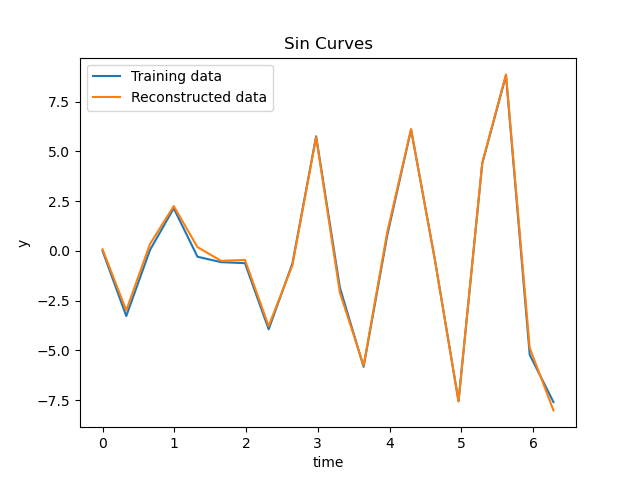 Sin Curves
Training data
Reconstructed data
7.5
5.0
2.5
0.0
−2.5
−5.0
−7.5
y
0 1 2 3 4 5 6
time